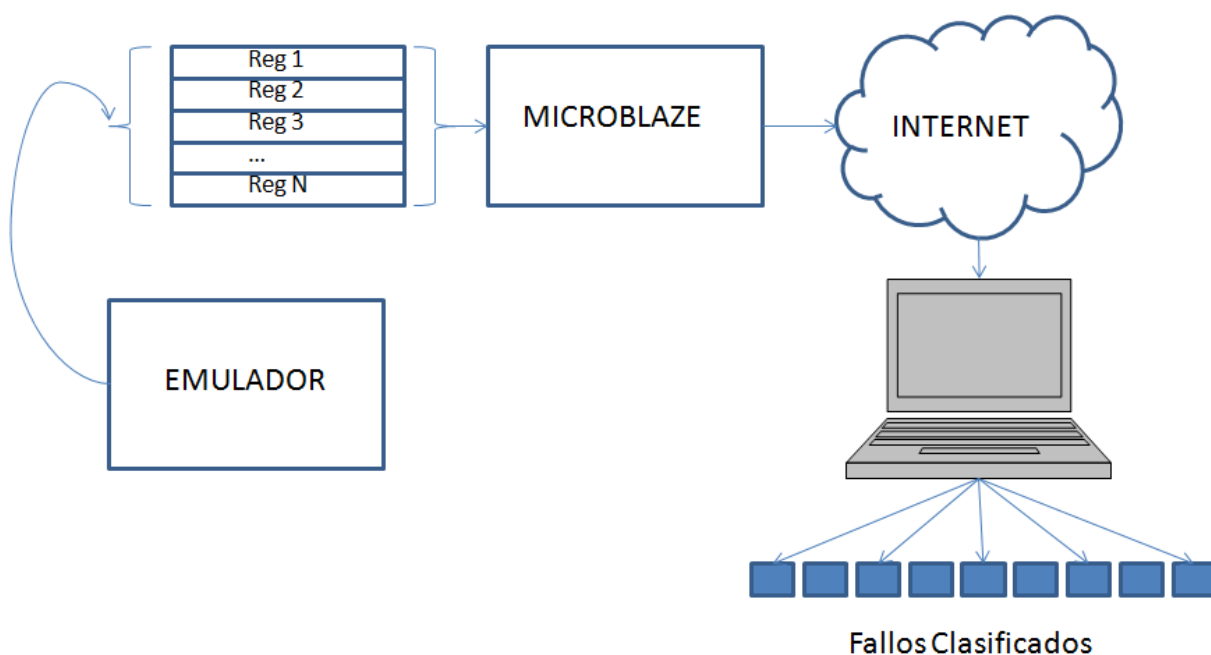 Reg 1
Reg 2
Reg 3
...
Reg N
MICROBLAZE
INTERNET
EMULADOR
Fallos Clasificados